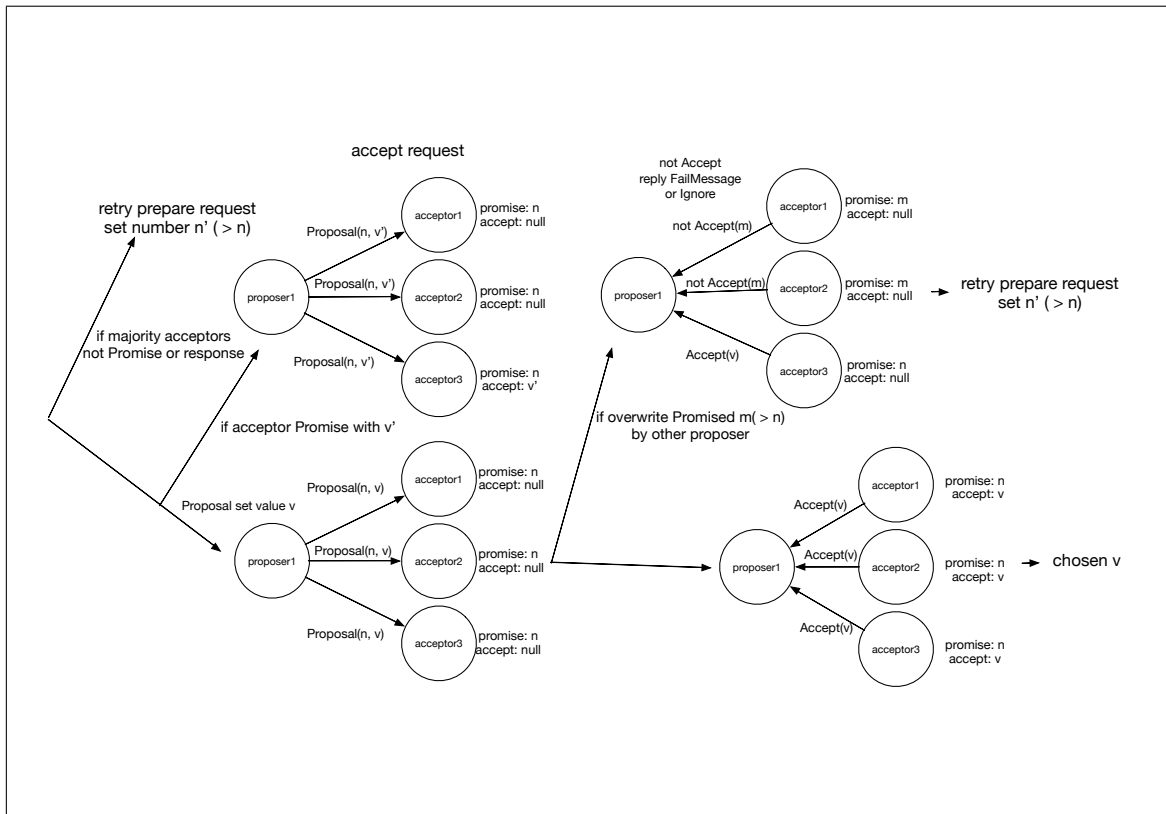 accept request
retry prepare request
set number n’ ( > n)
Proposal(n, v’)
acceptor1
promise: n
accept: null
proposer1
Proposal(n, v’)
acceptor2
promise: n
accept: null
if majority acceptors
not Promise or response
Proposal(n, v’)
acceptor3
promise: n
accept: v’
if acceptor Promise with v’
Proposal set value v
Proposal(n, v)
acceptor1
promise: n
accept: null
proposer1
Proposal(n, v)
acceptor2
promise: n
accept: null
Proposal(n, v)
acceptor3
promise: n
accept: null
not Accept
reply FailMessage
or Ignore
acceptor1
promise: m
accept: null
not Accept(m)
proposer1
not Accept(m)
acceptor2
promise: m
accept: null
retry prepare request
set n’ ( > n)
Accept(v)
acceptor3
promise: n
accept: null
if overwrite Promised m( > n)
by other proposer
acceptor1
promise: n
accept: v
Accept(v)
proposer1
Accept(v)
acceptor2
promise: n
accept: v
chosen v
Accept(v)
acceptor3
promise: n
accept: v